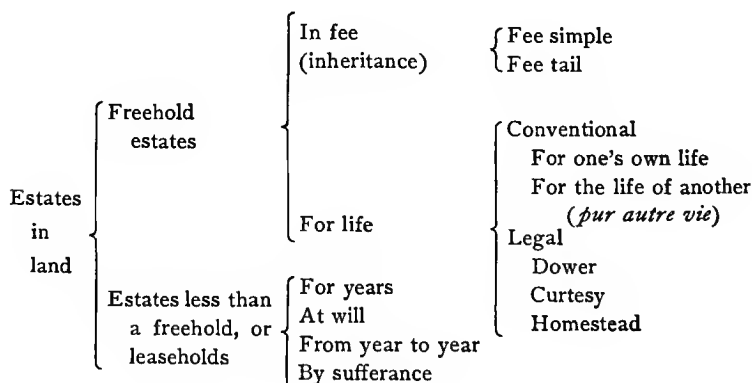 Estates
in
land
Freehold
estates
In fee
(inheritance)
Fee simple
Fee tail
For life
Conventional
For one's own life
For the life of another
(pur autre vie)
Legal
Dower
Curtesy
Homestead
Estates less than
a freehold, or
leaseholds
For years
At will
From year to year
By sufferance